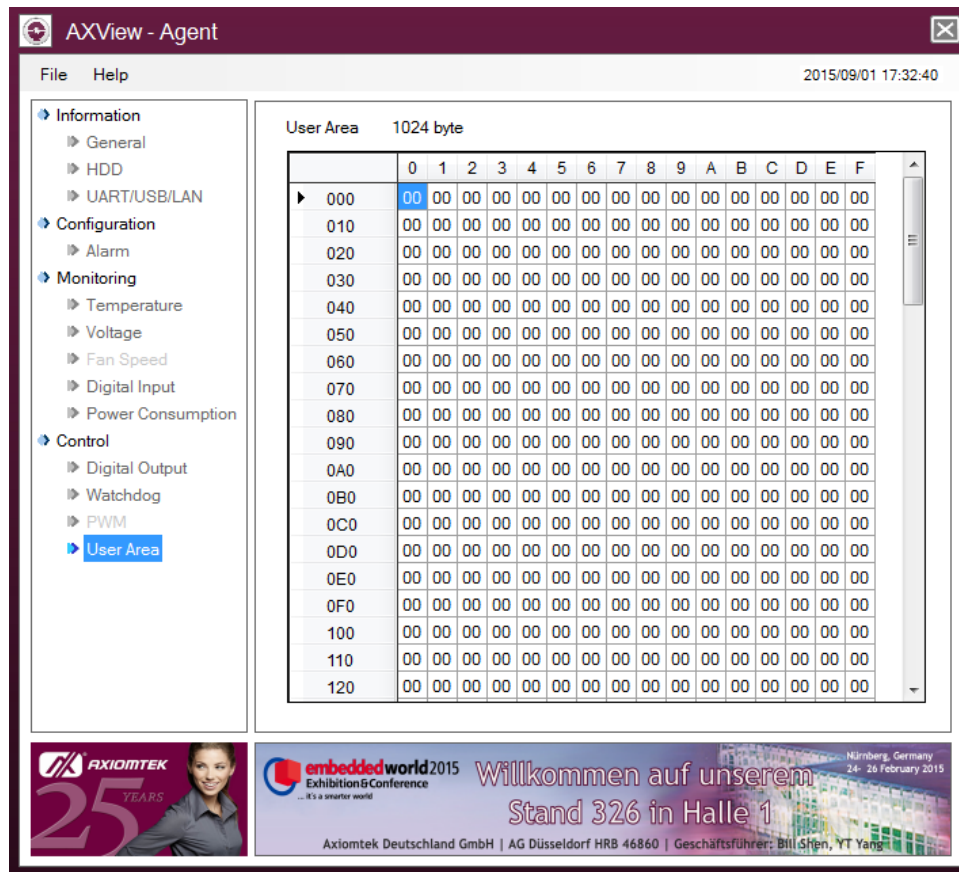 AXView - Agent
File Help 2015/09/01 17:32:40
Information
General
HDD
UART/USB/LAN
Configuration
Alarm
Monitoring
Temperature
Voltage
Fan Speed
Digital Input
Power Consumption
Control
Digital Output
Watchdog
PWM
User Area
User Area 1024 byte
0 1 2 3 4 5 6 7 8 9 A B C D E F
000 00 00 00 00 00 00 00 00 00 00 00 00 00 00 00 00
010 00 00 00 00 00 00 00 00 00 00 00 00 00 00 00 00
020 00 00 00 00 00 00 00 00 00 00 00 00 00 00 00 00
030 00 00 00 00 00 00 00 00 00 00 00 00 00 00 00 00
040 00 00 00 00 00 00 00 00 00 00 00 00 00 00 00 00
050 00 00 00 00 00 00 00 00 00 00 00 00 00 00 00 00
060 00 00 00 00 00 00 00 00 00 00 00 00 00 00 00 00
070 00 00 00 00 00 00 00 00 00 00 00 00 00 00 00 00
080 00 00 00 00 00 00 00 00 00 00 00 00 00 00 00 00
090 00 00 00 00 00 00 00 00 00 00 00 00 00 00 00 00
0A0 00 00 00 00 00 00 00 00 00 00 00 00 00 00 00 00
0B0 00 00 00 00 00 00 00 00 00 00 00 00 00 00 00 00
0C0 00 00 00 00 00 00 00 00 00 00 00 00 00 00 00 00
0D0 00 00 00 00 00 00 00 00 00 00 00 00 00 00 00 00
0E0 00 00 00 00 00 00 00 00 00 00 00 00 00 00 00 00
0F0 00 00 00 00 00 00 00 00 00 00 00 00 00 00 00 00
100 00 00 00 00 00 00 00 00 00 00 00 00 00 00 00 00
110 00 00 00 00 00 00 00 00 00 00 00 00 00 00 00 00
120 00 00 00 00 00 00 00 00 00 00 00 00 00 00 00 00
AXIOMTEK
25 YEARS
embedded world 2015
Exhibition&Conference
... it's a smarter world
Willkommen auf unserem
Stand 326 in Halle 1
Nürnberg, Germany
24- 26 February 2015
Axiomtek Deutschland GmbH | AG Düsseldorf HRB 46860 | Geschäftsführer: Bill Shen, YT Yang